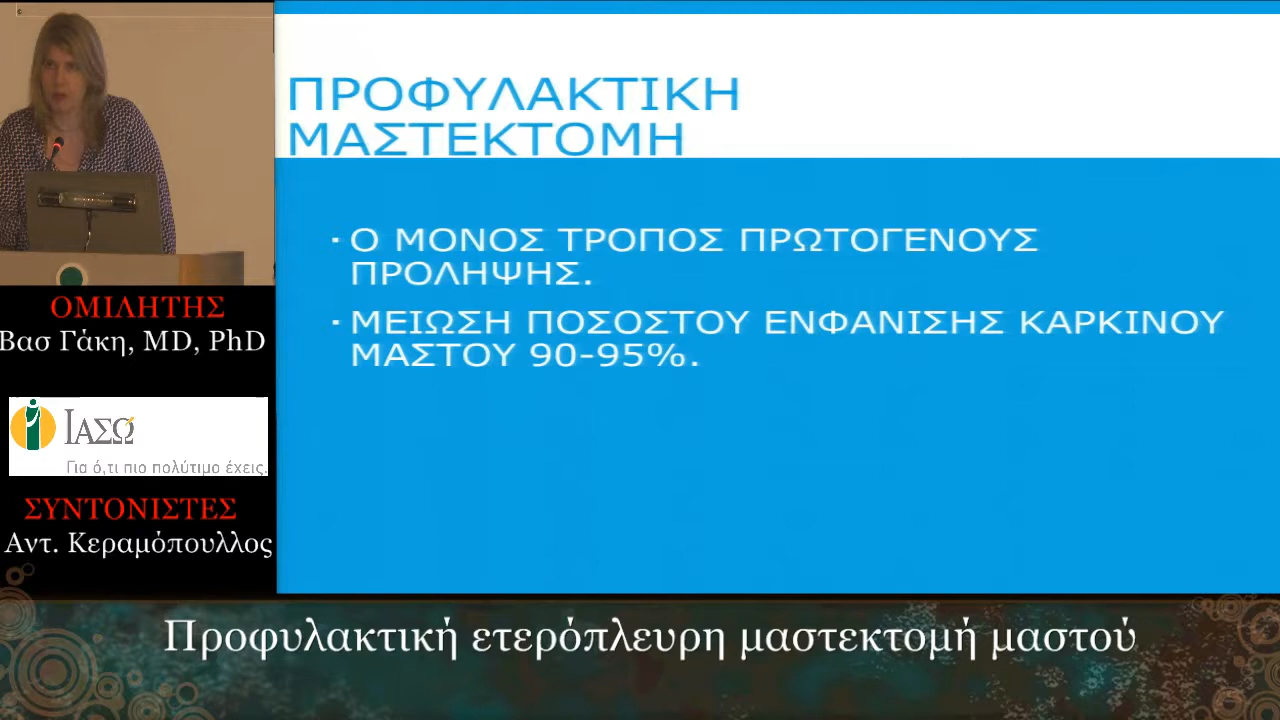 ΠΡΟΦΥΛΑΚΤΙΚΗ
ΜΑΣΤΕΚΤΟΜΗ
▪ Ο ΜΟΝΟΣ ΤΡΟΠΟΣ ΠΡΩΤΟΓΕΝΟΥΣ
ΠΡΟΛΗΨΗΣ.
▪ ΜΕΙΩΣΗ ΠΟΣΟΣΤΟΥ ΕΝΦΑΝΙΣΗΣ ΚΑΡΚΙΝΟΥ
ΜΑΣΤΟΥ 90-95%.
ΟΜΙΛΗΤΗΣ
Βασ Γάκη, MD, PhD
ΙΑΣΩ
Για ό,τι πιο πολύτιμο έχεις.
ΣΥΝΤΟΝΙΣΤΕΣ
Αντ. Κεραμόπουλλος
Προφυλακτική ετερόπλευρη μαστεκτομή μαστού